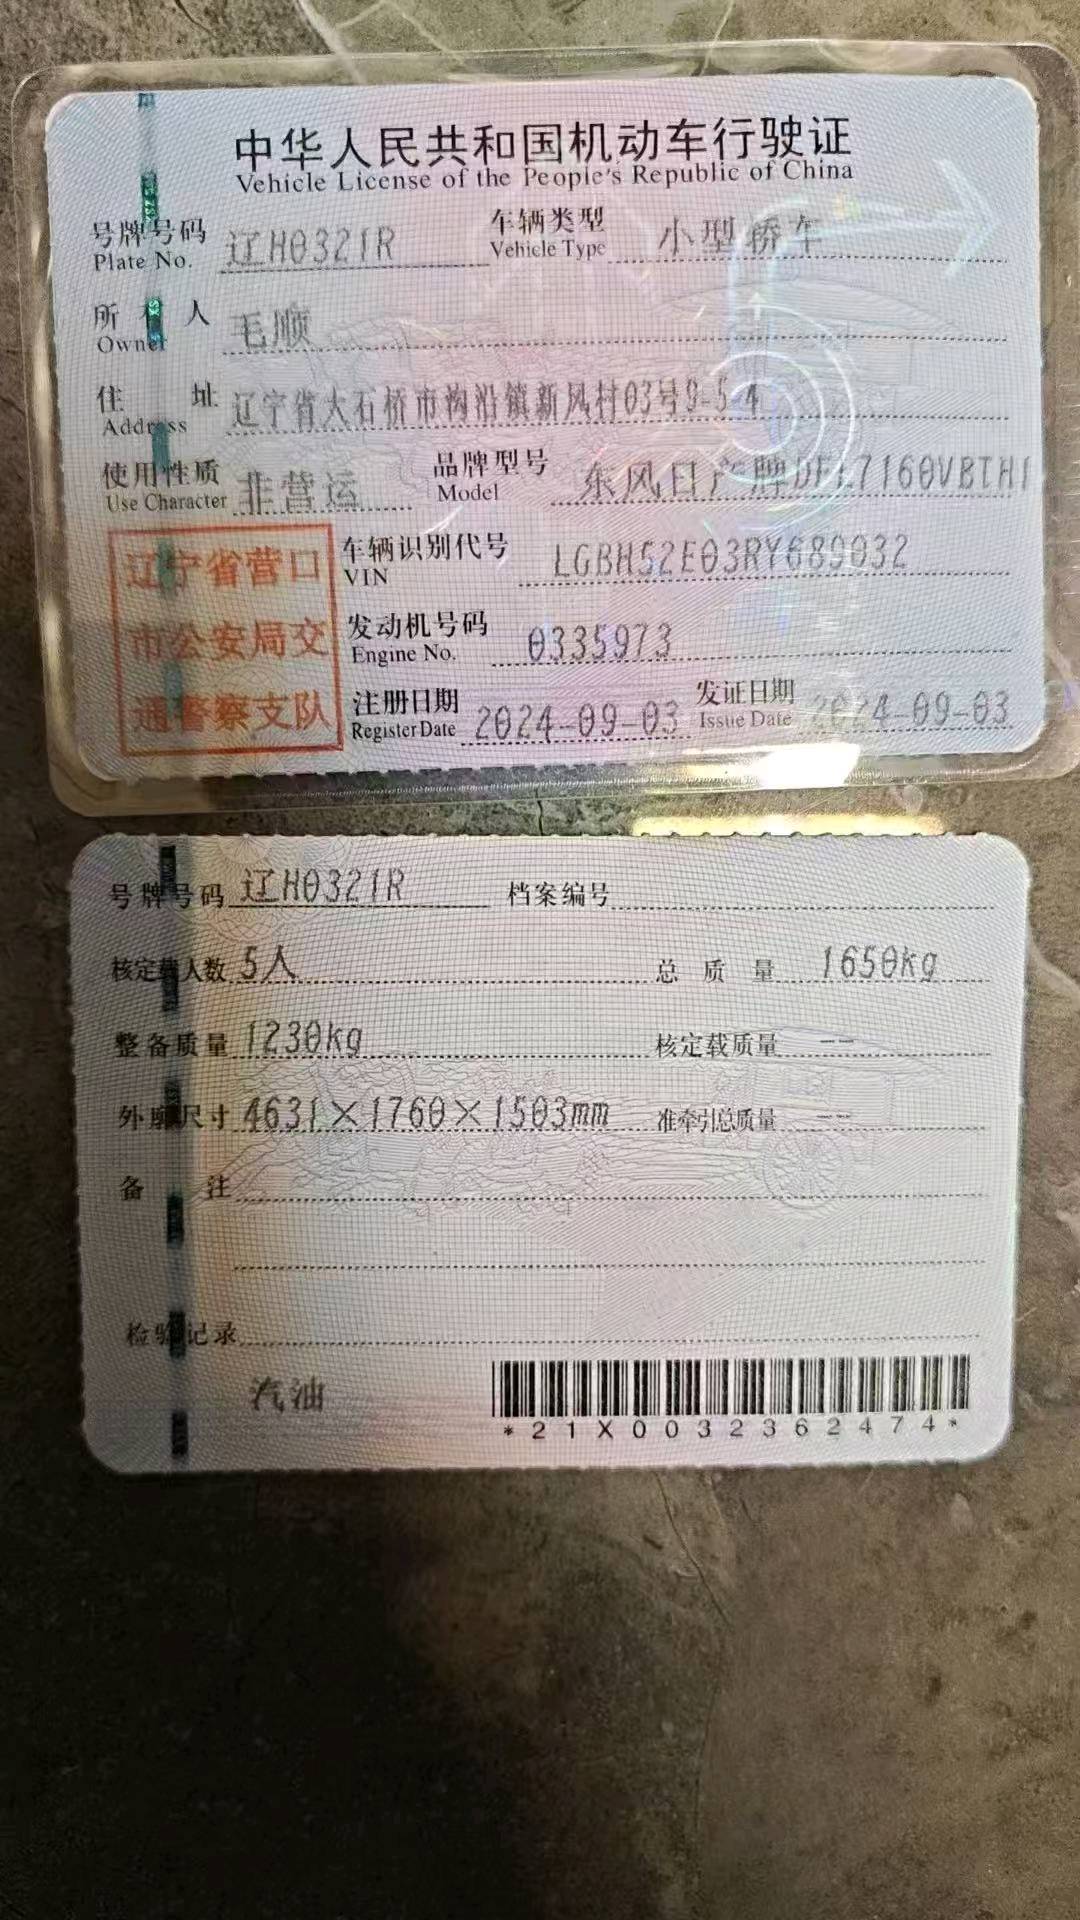 中华人民共和国机动车行驶证
Vehicle License of the People's Republic of China
号牌号码 辽H0321R 车辆类型 小型轿车
Plate No. Vehicle Type
所有人 毛顺
Owner
住址 辽宁省大石桥市沟沿镇新风村03号9-5-4
Address
使用性质 非营运 品牌型号 东风日产牌DFL7160VBTH1
Use Character Model
辽宁省营口
市公安局交
通警察支队
车辆识别代号 LGBH52E03RY689032
VIN
发动机号码 0335973
Engine No.
注册日期 2024-09-03 发证日期 2024-09-03
Register Date Issue Date
号牌号码 辽H0321R 档案编号
核定载人数 5人 总质量 1650kg
整备质量 1230kg 核定载质量 --
外廓尺寸 4631×1760×1503mm 准牵引总质量 --
备注
检验记录
汽油
*21X0032362474*